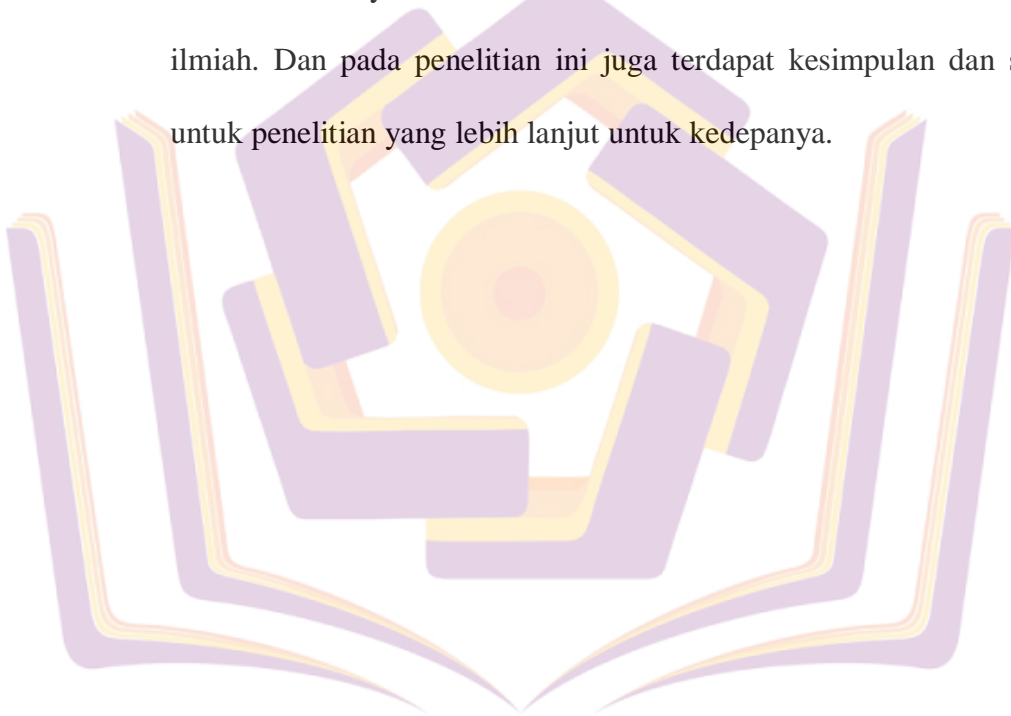 ilmiah. Dan pada penelitian ini juga terdapat kesimpulan dan
untuk penelitian yang lebih lanjut untuk kedepanya.